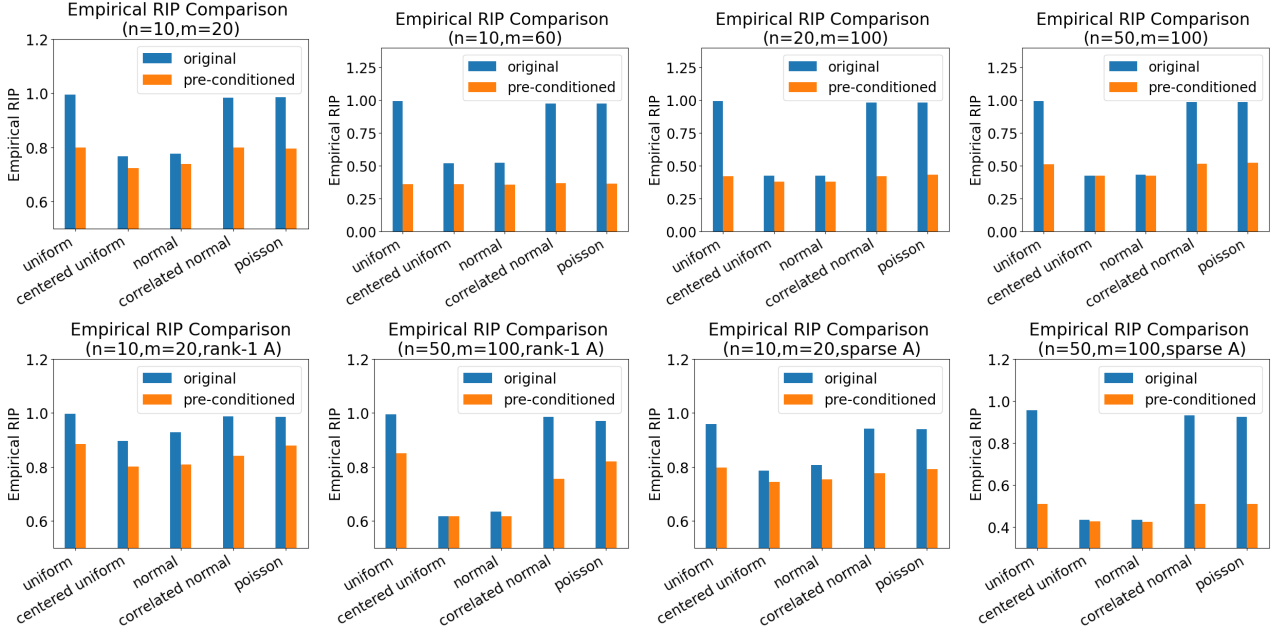 Empirical RIP Comparison
(n=10,m=20)
Empirical RIP
1.2
1.0
0.8
0.6
original
pre-conditioned
uniform
centered uniform
normal
correlated normal
poisson
Empirical RIP Comparison
(n=10,m=60)
Empirical RIP
1.25
1.00
0.75
0.50
0.25
0.00
original
pre-conditioned
uniform
centered uniform
normal
correlated normal
poisson
Empirical RIP Comparison
(n=20,m=100)
Empirical RIP
1.25
1.00
0.75
0.50
0.25
0.00
original
pre-conditioned
uniform
centered uniform
normal
correlated normal
poisson
Empirical RIP Comparison
(n=50,m=100)
Empirical RIP
1.25
1.00
0.75
0.50
0.25
0.00
original
pre-conditioned
uniform
centered uniform
normal
correlated normal
poisson
Empirical RIP Comparison
(n=10,m=20,rank-1 A)
Empirical RIP
1.2
1.0
0.8
0.6
original
pre-conditioned
uniform
centered uniform
normal
correlated normal
poisson
Empirical RIP Comparison
(n=50,m=100,rank-1 A)
Empirical RIP
1.2
1.0
0.8
0.6
original
pre-conditioned
uniform
centered uniform
normal
correlated normal
poisson
Empirical RIP Comparison
(n=10,m=20,sparse A)
Empirical RIP
1.2
1.0
0.8
0.6
original
pre-conditioned
uniform
centered uniform
normal
correlated normal
poisson
Empirical RIP Comparison
(n=50,m=100,sparse A)
Empirical RIP
1.2
1.0
0.8
0.6
0.4
original
pre-conditioned
uniform
centered uniform
normal
correlated normal
poisson